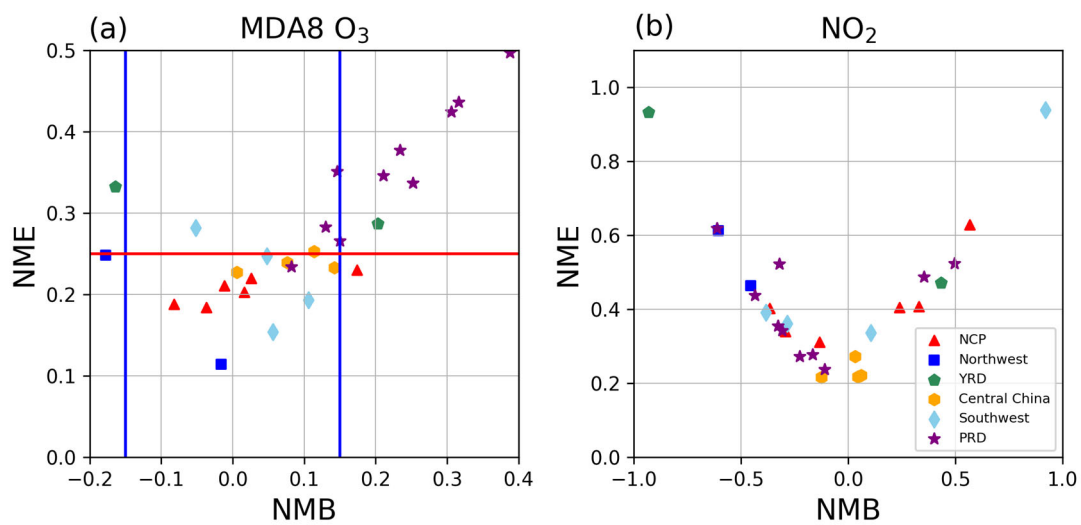 (a)
MDA8 O₃
0.5
0.4
0.3
0.2
0.1
0.0
−0.2
−0.1
0.0
0.1
0.2
0.3
0.4
NME
NMB
(b)
NO₂
1.0
0.8
0.6
0.4
0.2
0.0
−1.0
−0.5
0.0
0.5
1.0
NME
NMB
NCP
Northwest
YRD
Central China
Southwest
PRD